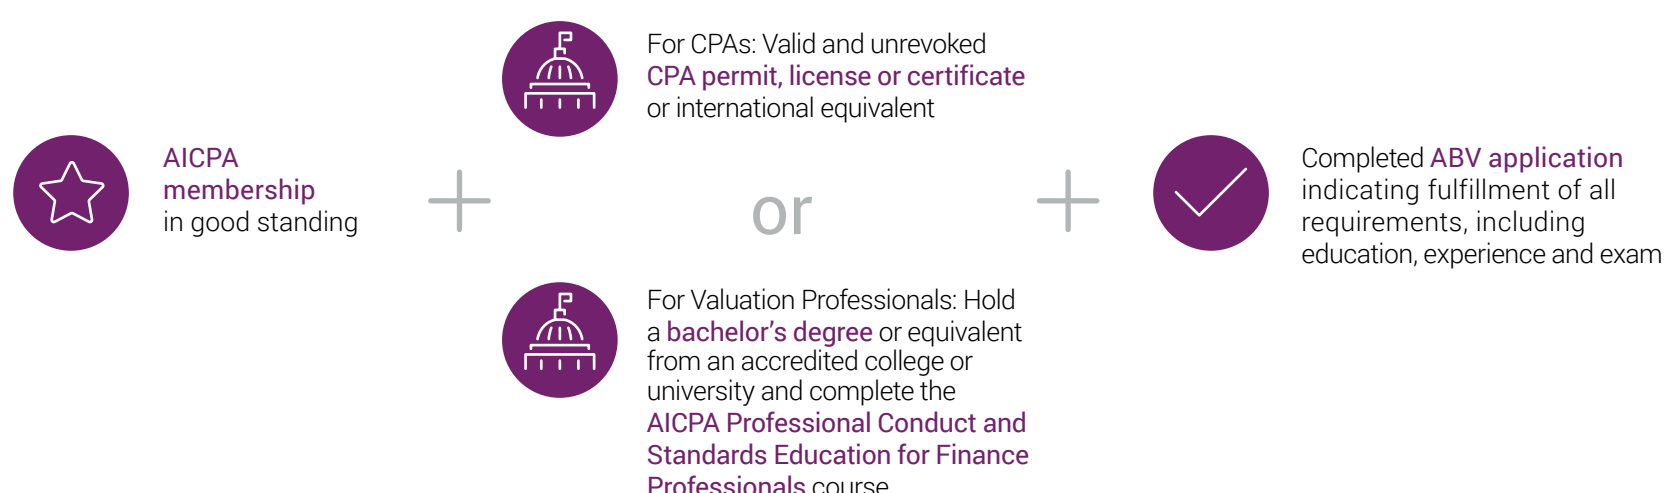 AICPA
membership
in good standing
For CPAs: Valid and unrevoked
CPA permit, license or certificate
or international equivalent
or
For Valuation Professionals: Hold
a bachelor’s degree or equivalent
from an accredited college or
university and complete the
AICPA Professional Conduct and
Standards Education for Finance
Professionals course
Completed ABV application
indicating fulfillment of all
requirements, including
education, experience and exam